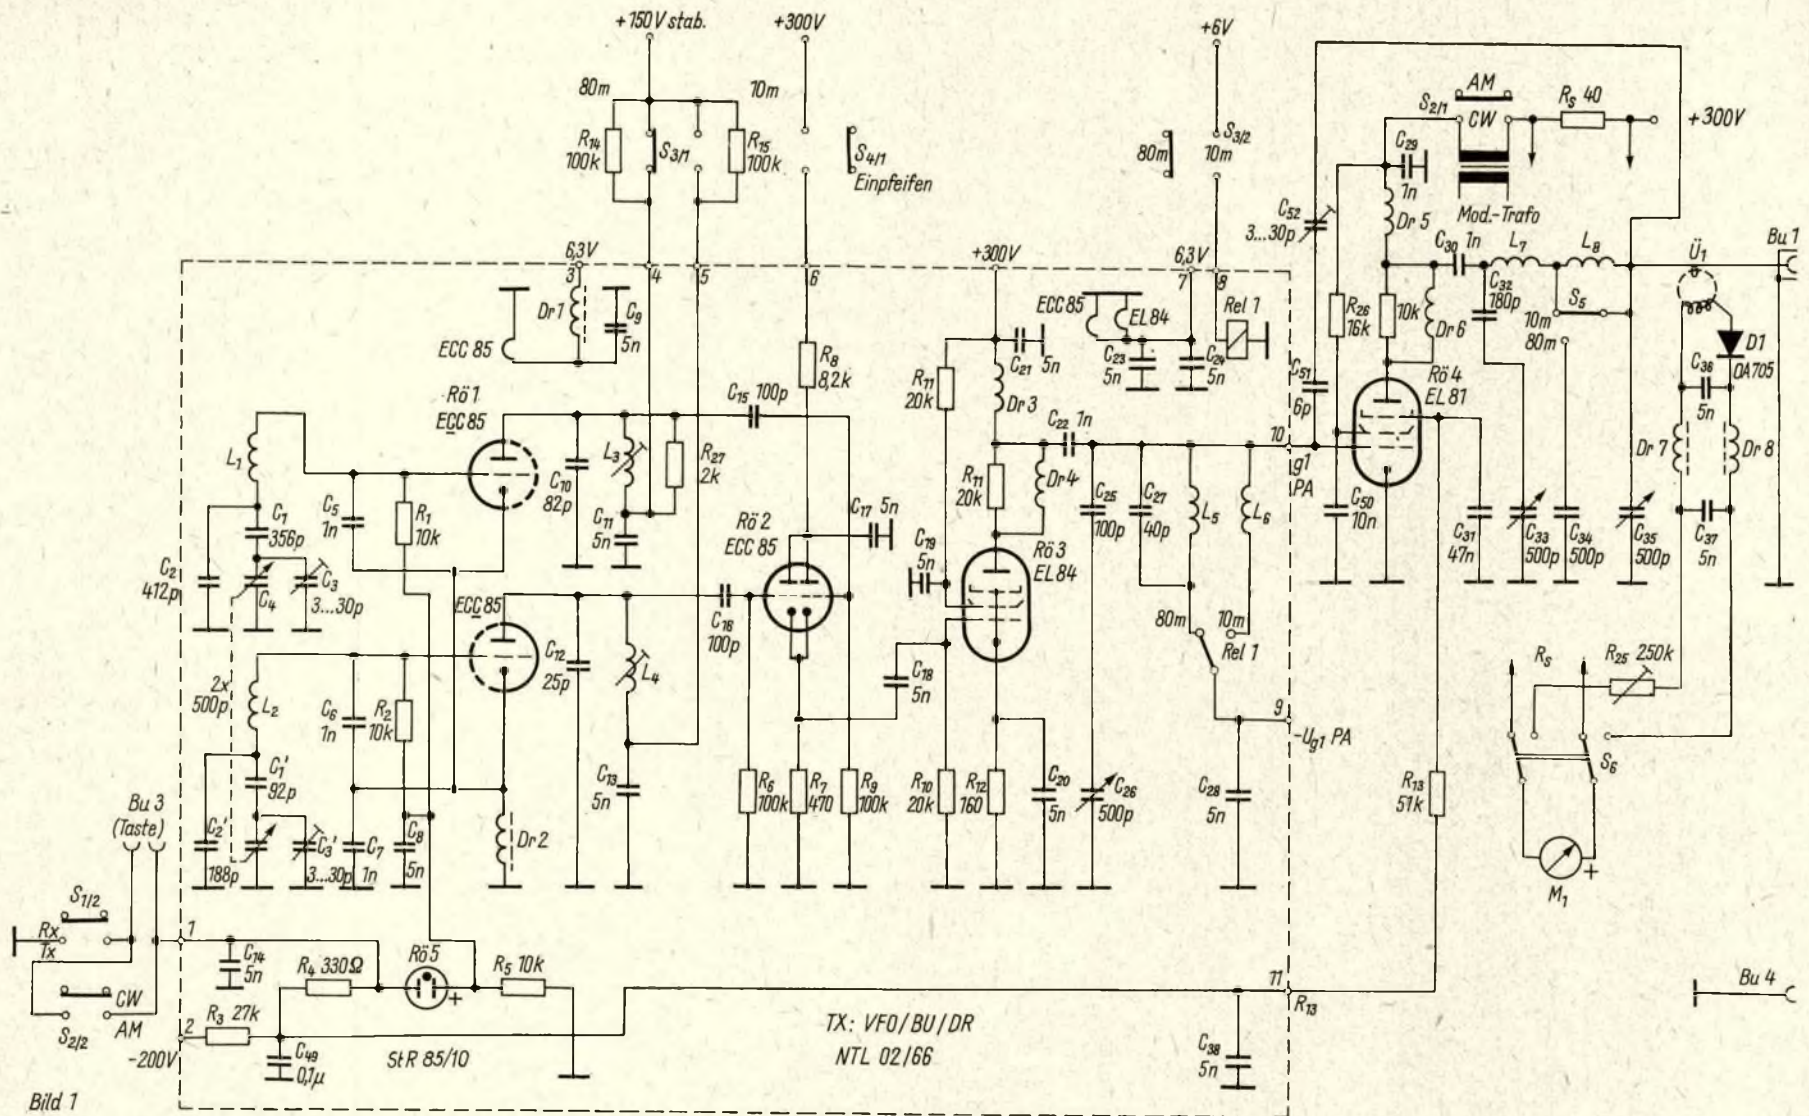 +150V stab.
+300V
+6V
80m
10m
R14
100k
S3/1
R15
100k
S4/1
Einpfeifen
80m
10m
S3/2
AM
S2/1
CW
RS 40
+300V
C29
1n
Mod.-Trafo
C52
3...30p
Dr 5
C30 1n
L7
L8
Ü1
Bu 1
6,3V
3
4
5
6
+300V
6,3V
7
8
Dr 1
C9
5n
ECC 85
ECC 85
EL 84
Rel 1
C23
5n
C24
5n
R8
8,2k
R11
20k
C21
5n
Dr 3
C51
6p
R26
16k
10k
Dr 6
C32
180p
10m
80m
S5
D1
OA705
C36
5n
Rö 1
ECC 85
C15 100p
C22 1n
10
g1
PA
Rö 4
EL 81
L1
C5
1n
R1
10k
C10
82p
L3
R27
2k
C11
5n
C1
356p
C2
412p
C4
C3
3...30p
Rö 2
ECC 85
C17 5n
C19
5n
R11
20k
Dr 4
Rö 3
EL 84
C25
100p
C27
40p
L5
L6
C50
10n
C31
47n
C33
500p
C34
500p
C35
500p
Dr 7
Dr 8
C37
5n
ECC 85
C12
25p
L4
C16
100p
C18
5n
80m
10m
Rel 1
2x
500p
L2
C6
1n
R2
10k
9
-Ug1 PA
RS
R25 250k
S6
C1'
92p
C2'
188p
C3'
3...30p
C7
1n
C8
5n
Dr 2
C13
5n
R6
100k
R7
470
R9
100k
R10
20k
R12
160
C20
5n
C26
500p
C28
5n
R13
51k
M1
+
Bu 3
(Taste)
S1/2
Rx
Tx
1
C14
5n
R4 330Ω
Rö 5
+
R5 10k
CW
AM
S2/2
2
-200V
R3 27k
C49
0,1µ
StR 85/10
TX: VFO/BU/DR
NTL 02/66
11
R13
C38
5n
Bu 4
Bild 1